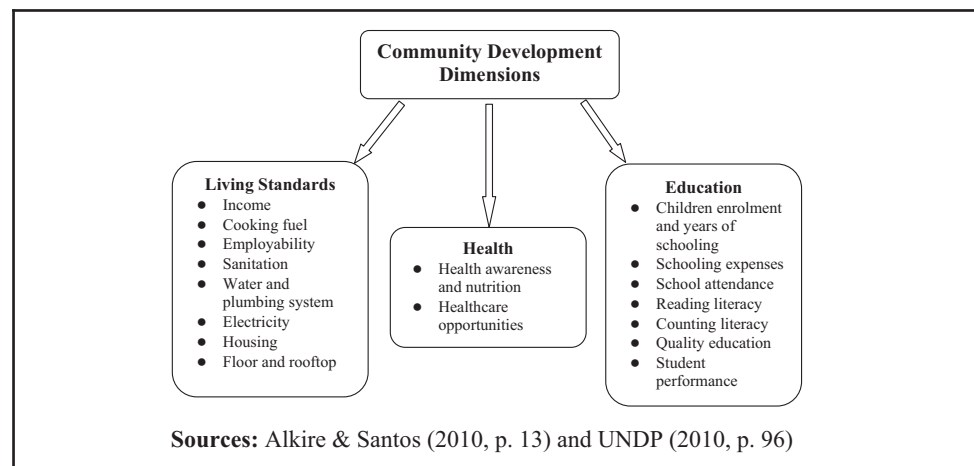 Community Development
Dimensions
Living Standards
● Income
● Cooking fuel
● Employability
● Sanitation
● Water and
plumbing system
● Electricity
● Housing
● Floor and rooftop
Health
● Health awareness
and nutrition
● Healthcare
opportunities
Education
● Children enrolment
and years of
schooling
● Schooling expenses
● School attendance
● Reading literacy
● Counting literacy
● Quality education
● Student
performance
Sources: Alkire & Santos (2010, p. 13) and UNDP (2010, p. 96)